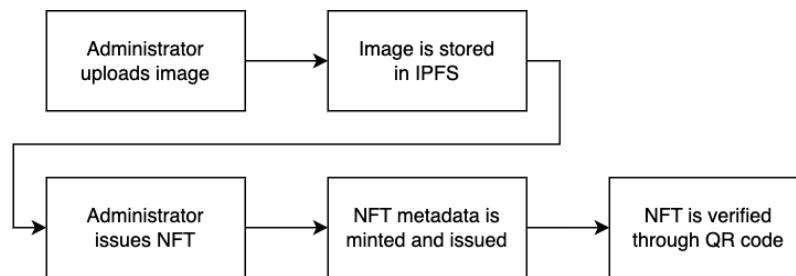 Administrator
uploads image
Image is stored
in IPFS
Administrator
issues NFT
NFT metadata is
minted and issued
NFT is verified
through QR code